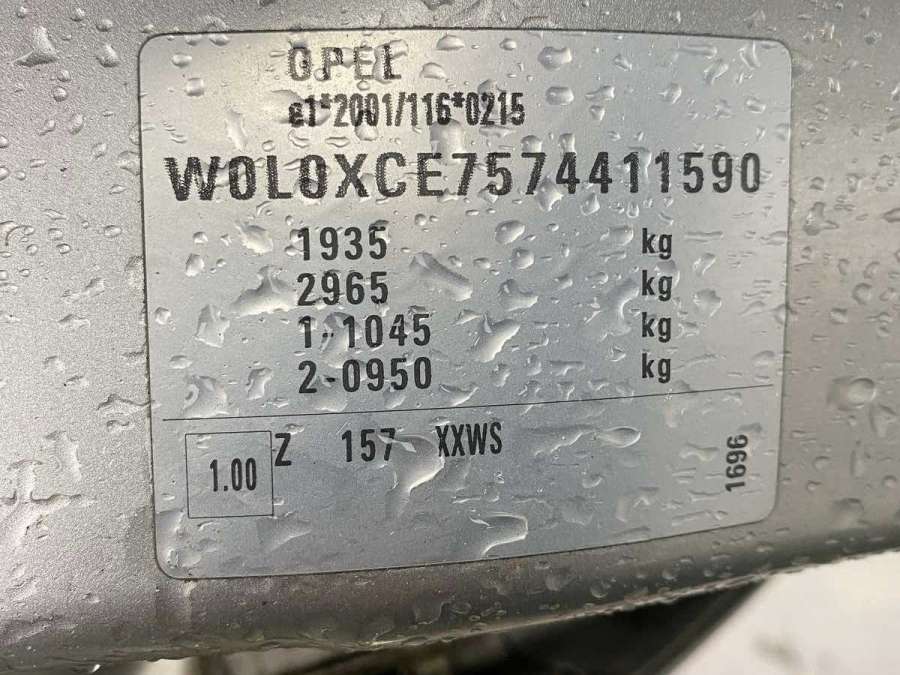 OPEL
e1*2001/116*0215
W0L0XCE7574411590
1935 kg
2965 kg
1-1045 kg
2-0950 kg
1.00 Z 157 XXWS
1696